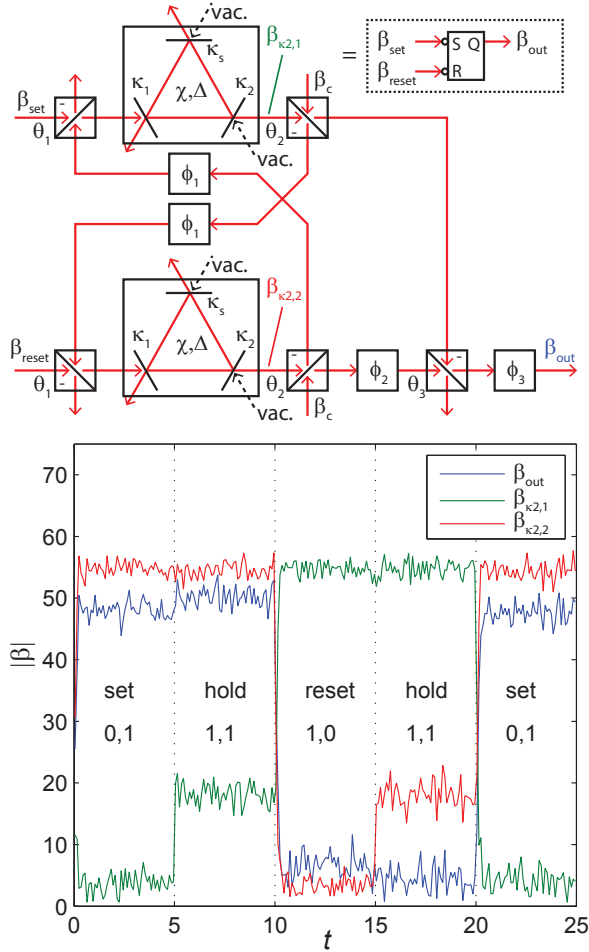 vac.
κs
χ,Δ
κ1
κ2
vac.
βκ2,1
βset
θ1
θ2
βc
=
βset
S Q
βout
βreset
R
ϕ1
ϕ1
vac.
κs
χ,Δ
κ1
κ2
vac.
βκ2,2
βreset
θ1
θ2
βc
ϕ2
θ3
ϕ3
βout
-
-
-
-
-
βout
βκ2,1
βκ2,2
|β|
70
60
50
40
30
20
10
0
set
0,1
hold
1,1
reset
1,0
hold
1,1
set
0,1
0 5 10 15 20 25
t